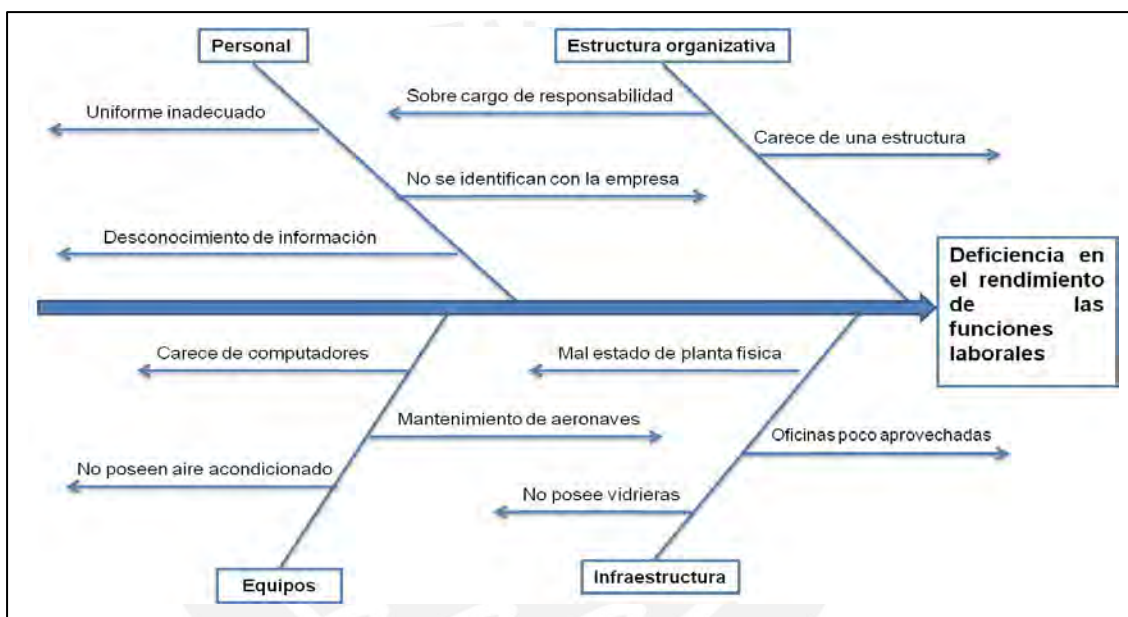 Personal
Estructura organizativa
Sobre cargo de responsabilidad
Uniforme inadecuado
Carece de una estructura
No se identifican con la empresa
Desconocimiento de información
Deficiencia en
el rendimiento
de las
funciones
laborales
Carece de computadores
Mal estado de planta física
Mantenimiento de aeronaves
Oficinas poco aprovechadas
No poseen aire acondicionado
No posee vidrieras
Equipos
Infraestructura